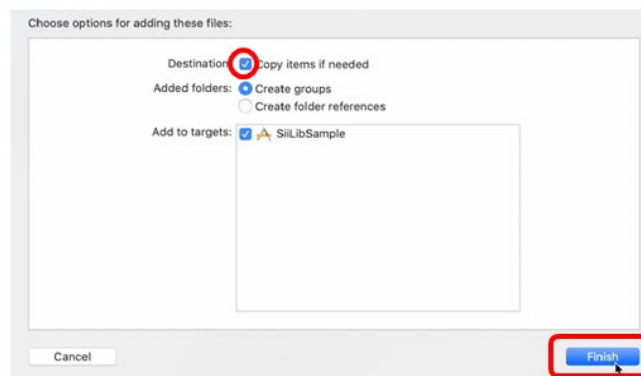 Choose options for adding these files:
Destination: Copy items if needed
Added folders: Create groups
Create folder references
Add to targets: SiiLibSample
Cancel Finish